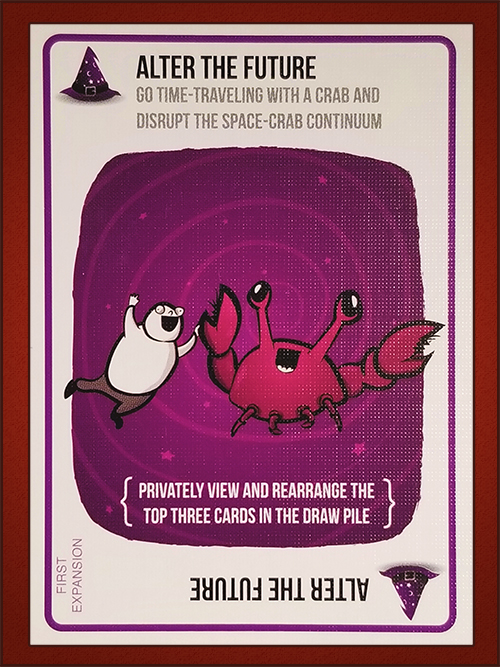 ALTER THE FUTURE
GO TIME-TRAVELING WITH A CRAB AND
DISRUPT THE SPACE-CRAB CONTINUUM
{ PRIVATELY VIEW AND REARRANGE THE
TOP THREE CARDS IN THE DRAW PILE }
FIRST
EXPANSION
ALTER THE FUTURE